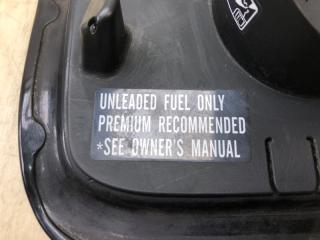 UNLEADED FUEL ONLY
PREMIUM RECOMMENDED
*SEE OWNER'S MANUAL